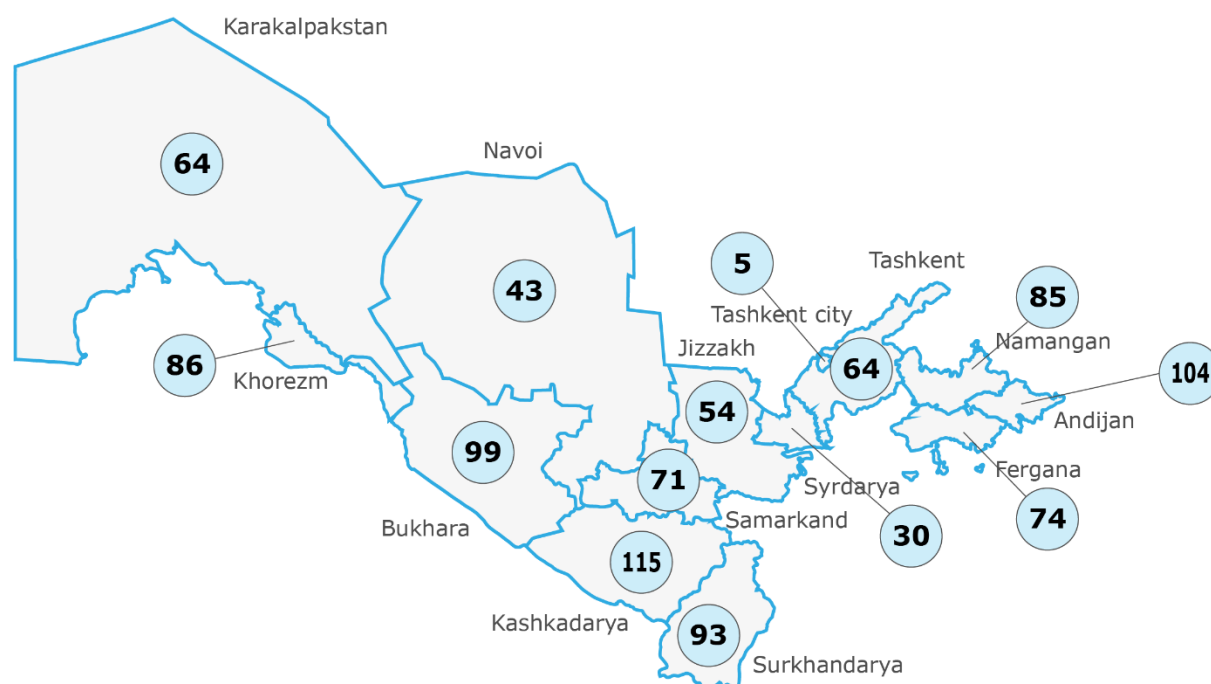 Karakalpakstan
64
Navoi
43
86
Khorezm
5
Tashkent
Tashkent city
85
Namangan
Jizzakh
64
104
54
Andijan
99
71
Syrdarya
Fergana
74
30
Samarkand
Bukhara
115
Kashkadarya
93
Surkhandarya